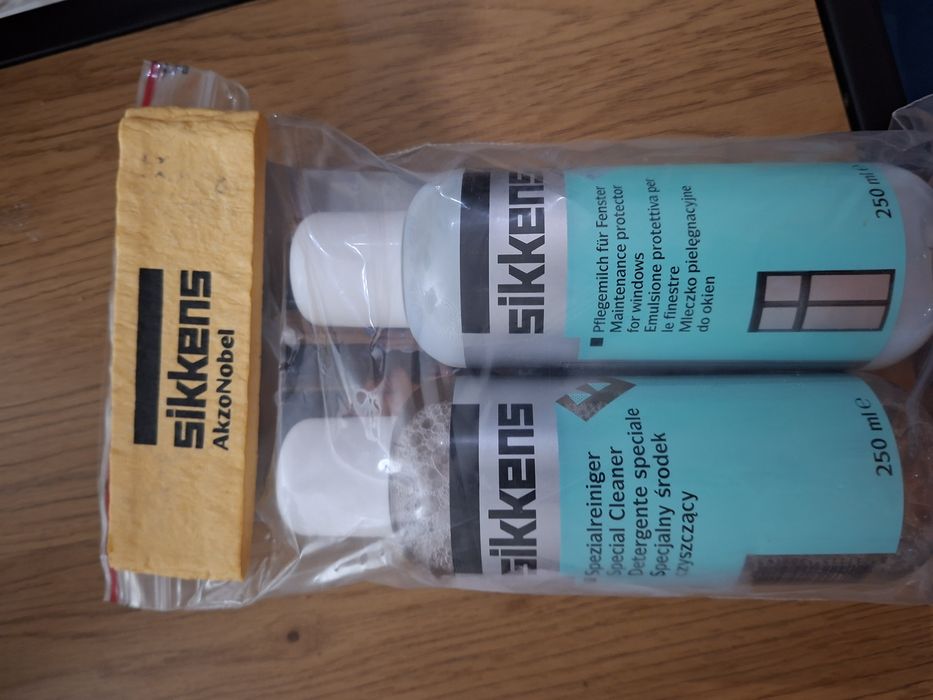 sikkens
AkzoNobel
sikkens
Pflegemilch für Fenster
Maintenance protector
for windows
Emulsione protettiva per
le finestre
Mleczko pielęgnacyjne
do okien
250 ml
sikkens
Spezialreiniger
Special Cleaner
Detergente speciale
Specjalny środek
czyszczący
250 ml ℮